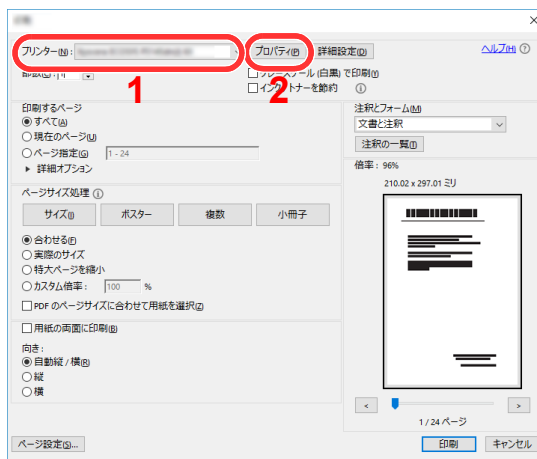 プリンター(N):
プロパティ(P)
詳細設定(D)
ヘルプ(H)
1
2
グレースケール (白黒) で印刷(Y)
インク/トナーを節約
印刷するページ
すべて(A)
現在のページ(U)
ページ指定(G)
1 - 24
詳細オプション
ページサイズ処理
サイズ(I)
ポスター
複数
小冊子
合わせる(F)
実際のサイズ
特大ページを縮小
カスタム倍率:
100
%
PDF のページサイズに合わせて用紙を選択(Z)
用紙の両面に印刷(B)
向き:
自動縦 / 横(R)
縦
横
注釈とフォーム(M)
文書と注釈
注釈の一覧(T)
倍率: 96%
210.02 x 297.01 ミリ
<
>
1 / 24 ページ
ページ設定(S)...
印刷
キャンセル